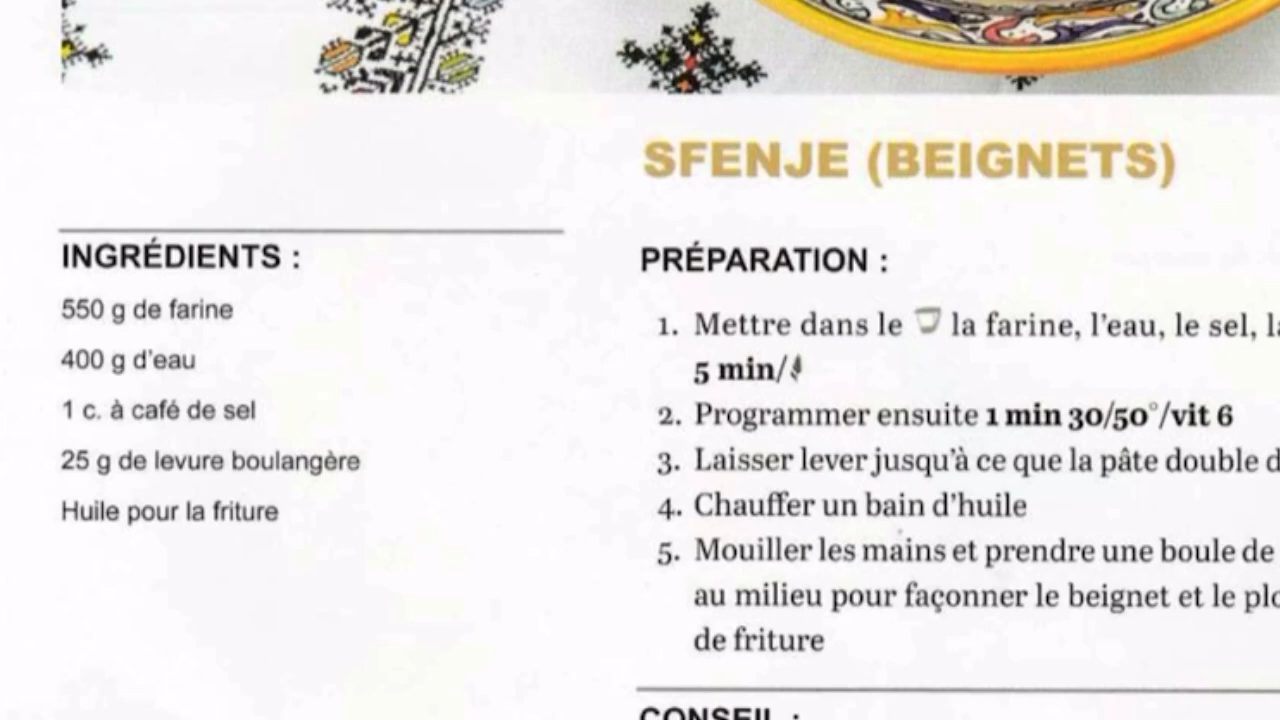 SFENJE (BEIGNETS)
INGRÉDIENTS :
550 g de farine
400 g d'eau
1 c. à café de sel
25 g de levure boulangère
Huile pour la friture
PRÉPARATION :
1. Mettre dans le la farine, l'eau, le sel,
5 min/
2. Programmer ensuite 1 min 30/50°/vit 6
3. Laisser lever jusqu'à ce que la pâte double
4. Chauffer un bain d'huile
5. Mouiller les mains et prendre une boule de
au milieu pour façonner le beignet et le
de friture
CONSEIL :